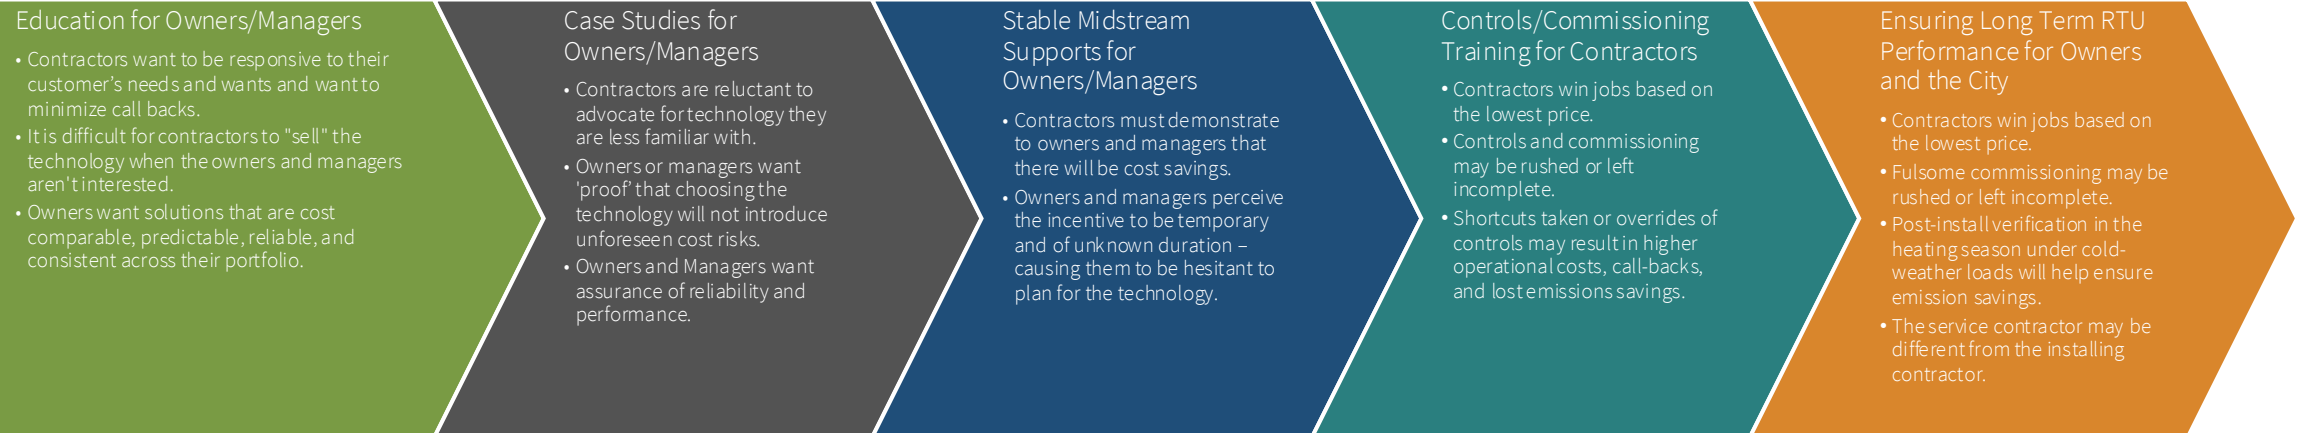 Education for Owners/Managers
• Contractors want to be responsive to their
customer's needs and wants and want to
minimize call backs.
• It is difficult for contractors to "sell" the
technology when the owners and managers
aren't interested.
• Owners want solutions that are cost
comparable, predictable, reliable, and
consistent across their portfolio.
Case Studies for
Owners/Managers
• Contractors are reluctant to
advocate for technology they
are less familiar with.
• Owners or managers want
'proof' that choosing the
technology will not introduce
unforeseen cost risks.
• Owners and Managers want
assurance of reliability and
performance.
Stable Midstream
Supports for
Owners/Managers
• Contractors must demonstrate
to owners and managers that
there will be cost savings.
• Owners and managers perceive
the incentive to be temporary
and of unknown duration –
causing them to be hesitant to
plan for the technology.
Controls/Commissioning
Training for Contractors
• Contractors win jobs based on
the lowest price.
• Controls and commissioning
may be rushed or left
incomplete.
• Shortcuts taken or overrides of
controls may result in higher
operational costs, call-backs,
and lost emissions savings.
Ensuring Long Term RTU
Performance for Owners
and the City
• Contractors win jobs based on
the lowest price.
• Fulsome commissioning may be
rushed or left incomplete.
• Post-install verification in the
heating season under cold-
weather loads will help ensure
emission savings.
• The service contractor may be
different from the installing
contractor.